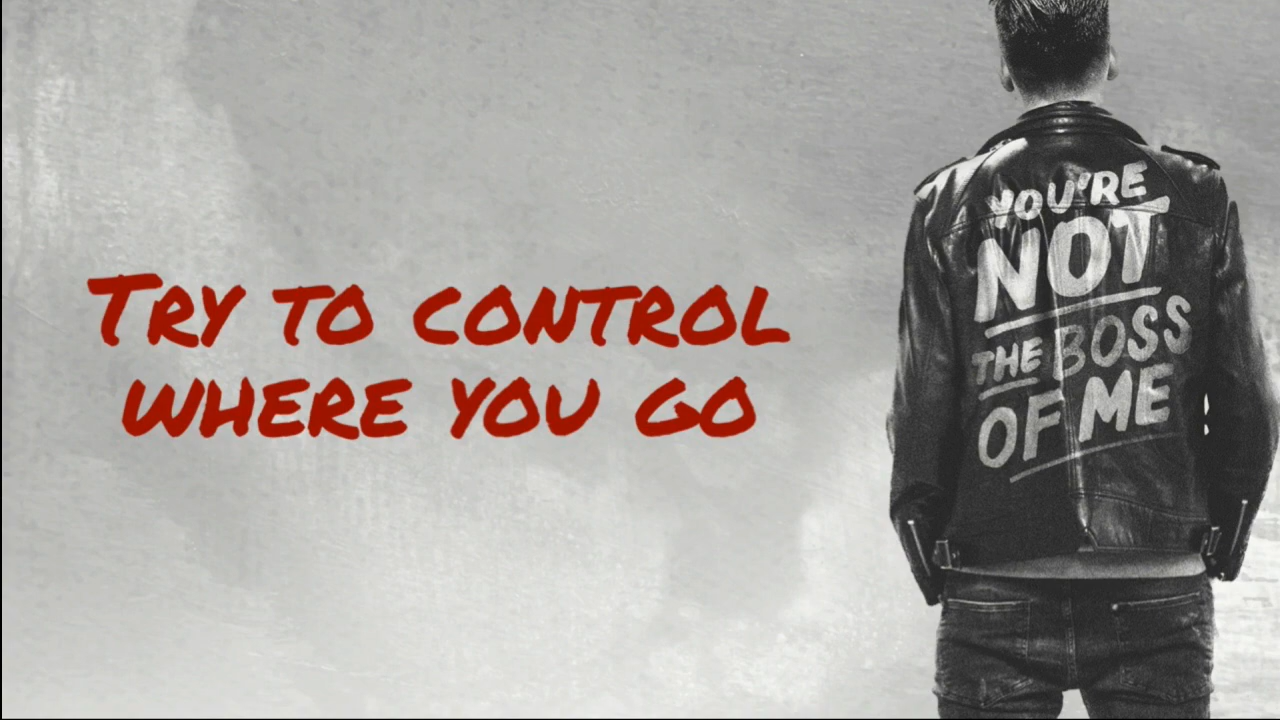 Try to control
where you go
YOU'RE
NOT
THE BOSS
OF ME